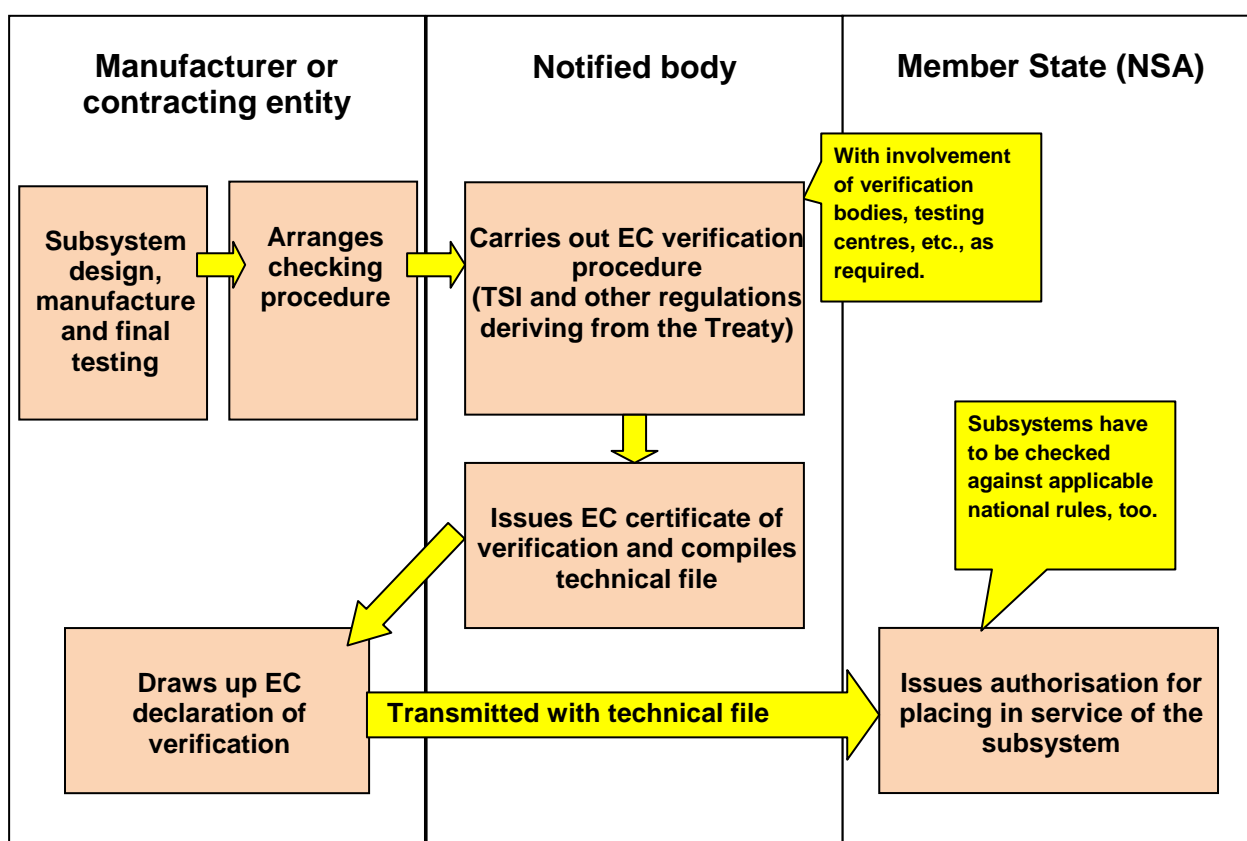 Manufacturer or
contracting entity
Notified body
Member State (NSA)
Subsystem
design,
manufacture
and final
testing
Arranges
checking
procedure
Carries out EC verification
procedure
(TSI and other regulations
deriving from the Treaty)
With involvement
of verification
bodies, testing
centres, etc., as
required.
Issues EC certificate of
verification and compiles
technical file
Subsystems have
to be checked
against applicable
national rules, too.
Draws up EC
declaration of
verification
Transmitted with technical file
Issues authorisation for
placing in service of the
subsystem